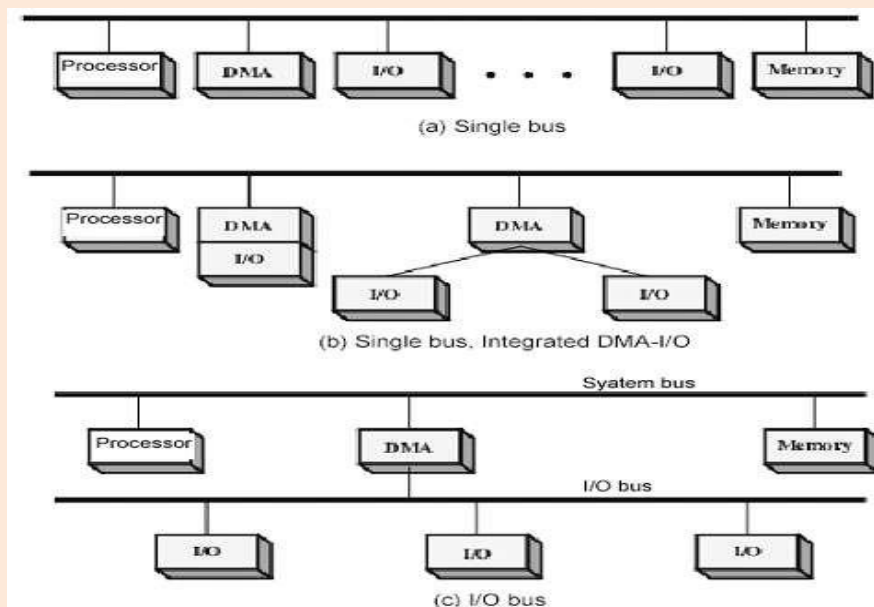 Processor DMA I/O • • • I/O Memory
(a) Single bus
Processor DMA DMA Memory
I/O
I/O I/O
(b) Single bus, Integrated DMA-I/O
Syatem bus
Processor DMA Memory
I/O bus
I/O I/O I/O
(c) I/O bus